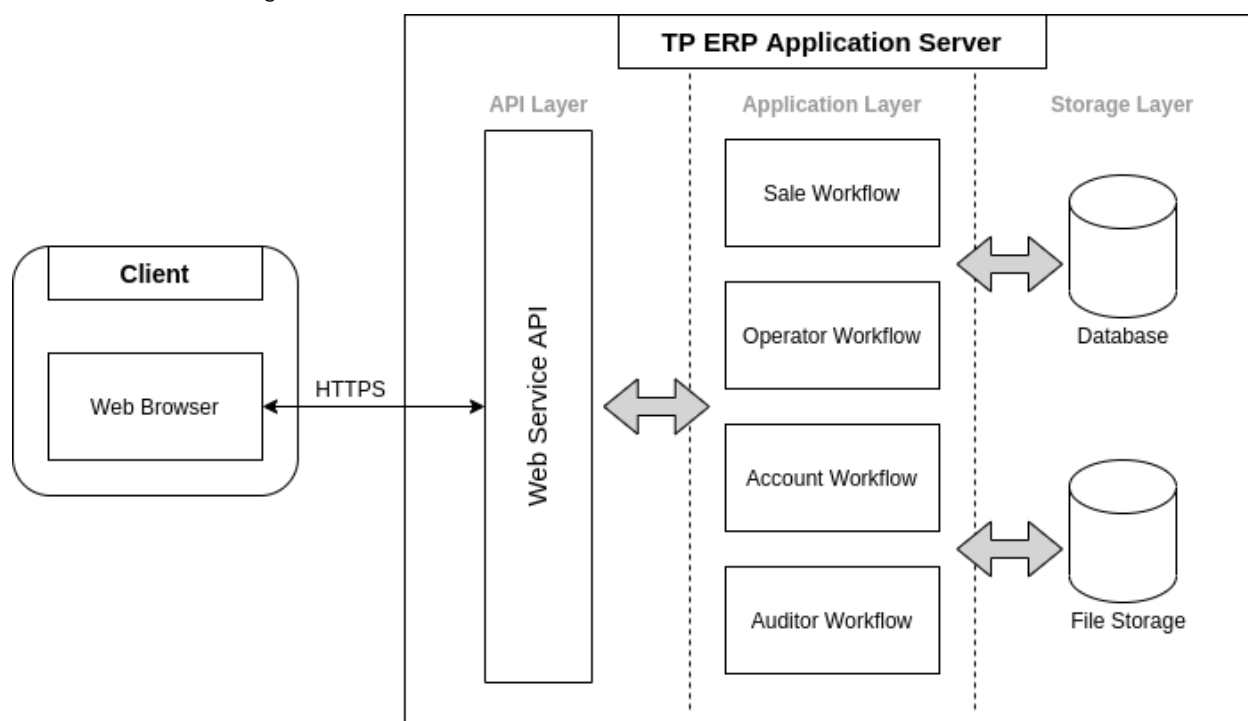 TP ERP Application Server
API Layer
Application Layer
Storage Layer
Client
Web Browser
HTTPS
Web Service API
Sale Workflow
Operator Workflow
Account Workflow
Auditor Workflow
Database
File Storage